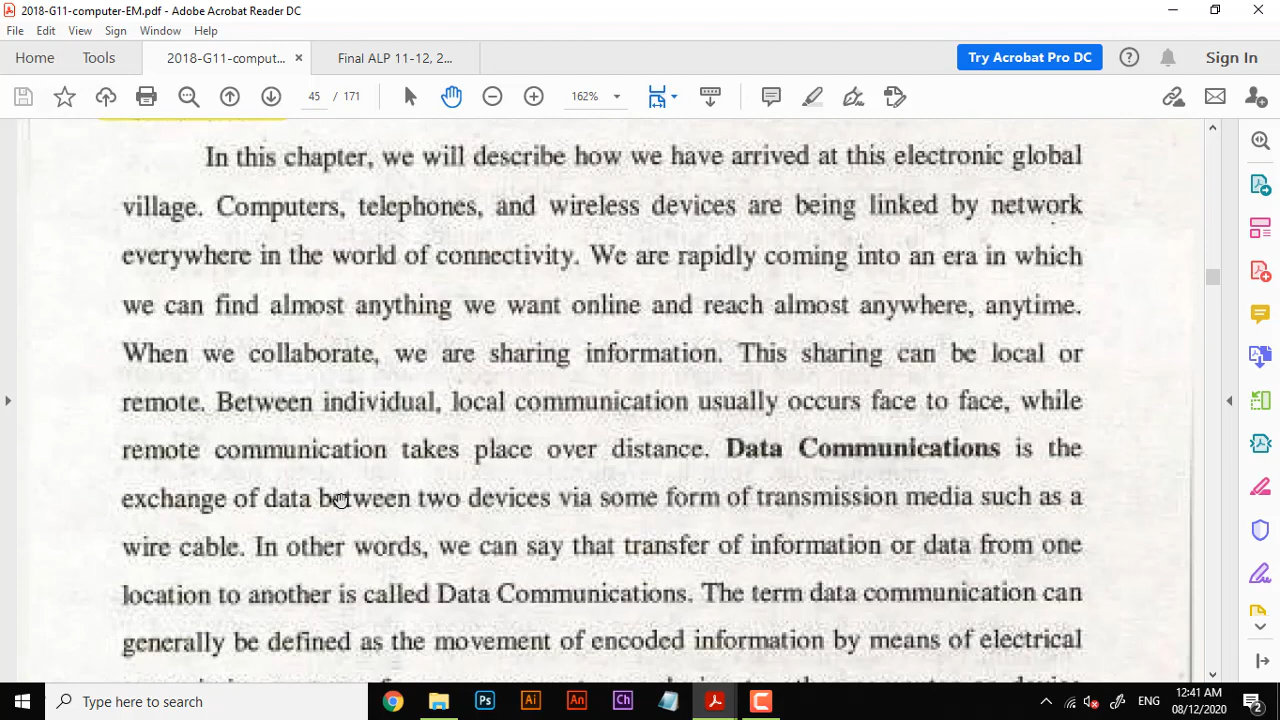 2018-G11-computer-EM.pdf - Adobe Acrobat Reader DC
File Edit View Sign Window Help
Home Tools 2018-G11-comput... × Final ALP 11-12, 2... Try Acrobat Pro DC Sign In
45 / 171 162%
In this chapter, we will describe how we have arrived at this electronic global
village. Computers, telephones, and wireless devices are being linked by network
everywhere in the world of connectivity. We are rapidly coming into an era in which
we can find almost anything we want online and reach almost anywhere, anytime.
When we collaborate, we are sharing information. This sharing can be local or
remote. Between individual, local communication usually occurs face to face, while
remote communication takes place over distance. Data Communications is the
exchange of data between two devices via some form of transmission media such as a
wire cable. In other words, we can say that transfer of information or data from one
location to another is called Data Communications. The term data communication can
generally be defined as the movement of encoded information by means of electrical
Type here to search
Ps Ai An Ch
ENG
12:41 AM
08/12/2020
2